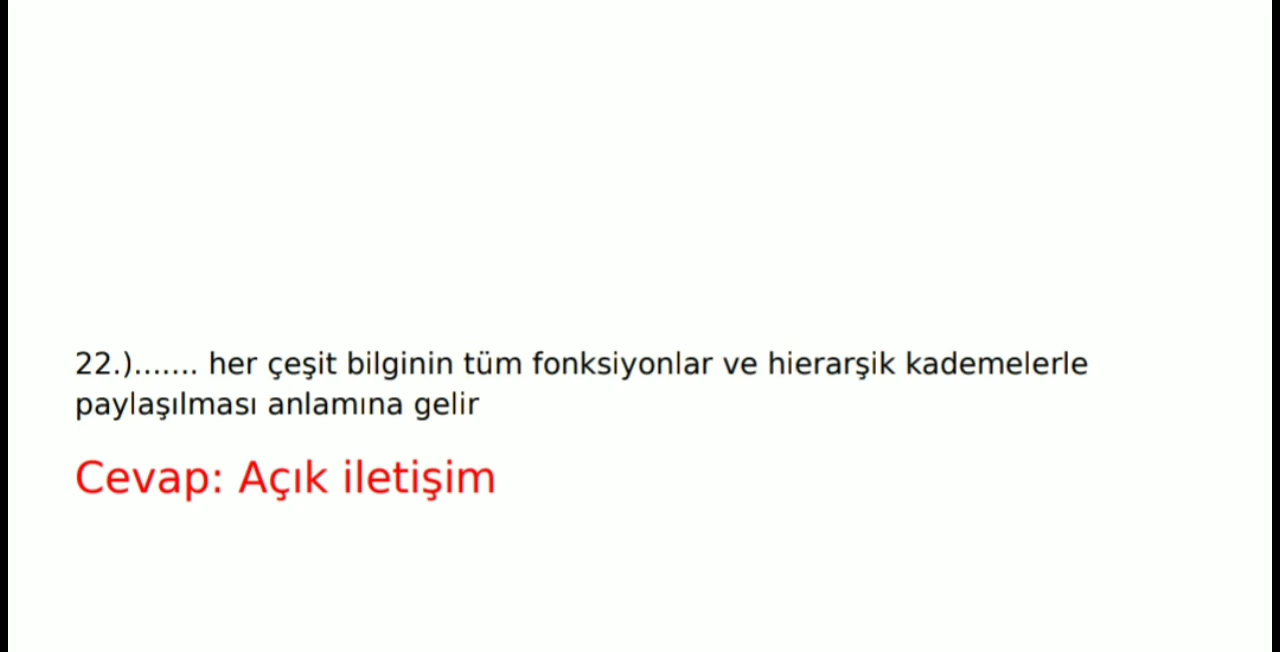 22.)....... her çeşit bilginin tüm fonksiyonlar ve hierarşik kademelerle
paylaşılması anlamına gelir
Cevap: Açık iletişim